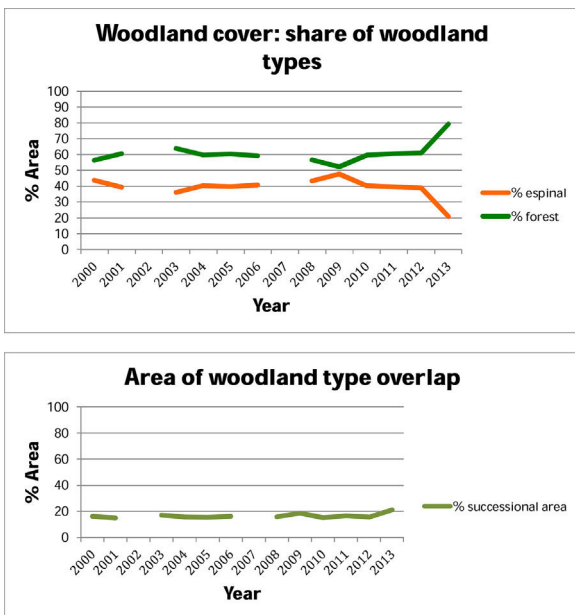 Woodland cover: share of woodland
types
100
90
80
70
60
50
40
30
20
10
0
% Area
2000 2001 2002 2003 2004 2005 2006 2007 2008 2009 2010 2011 2012 2013
Year
% espinal
% forest
Area of woodland type overlap
100
80
60
40
20
0
% Area
2000 2001 2002 2003 2004 2005 2006 2007 2008 2009 2010 2011 2012 2013
Year
% successional area